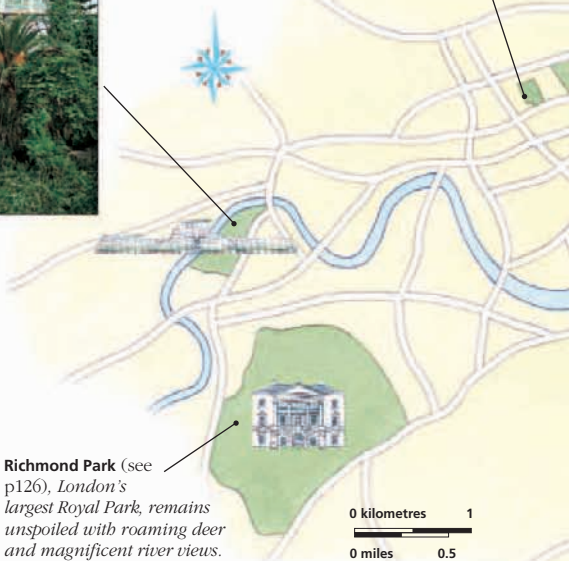 Richmond Park (see
p126), London's
largest Royal Park, remains
unspoiled with roaming deer
and magnificent river views.
0 kilometres 1
0 miles 0.5